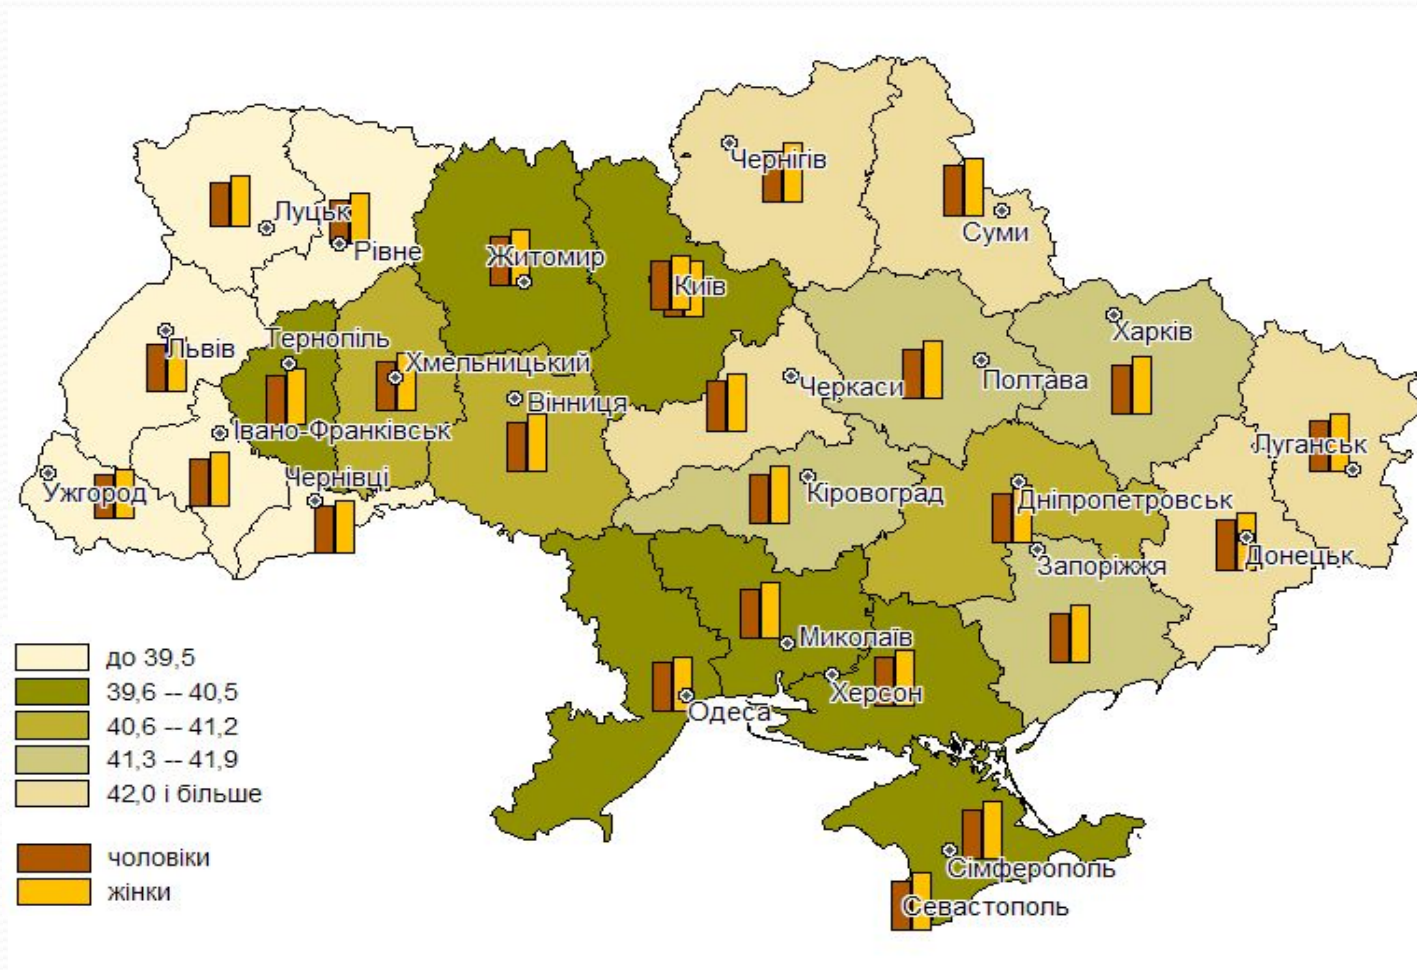 Чернігів
Луцьк
Суми
Рівне
Житомир
Київ
Львів
Тернопіль
Хмельницький
Харків
Полтава
Черкаси
Вінниця
Івано-Франківськ
Луганськ
Чернівці
Ужгород
Кіровоград
Дніпропетровськ
Донецьк
Запоріжжя
Миколаїв
Херсон
Одеса
до 39,5
39,6 -- 40,5
40,6 -- 41,2
41,3 -- 41,9
42,0 і більше
чоловіки
жінки
Сімферополь
Севастополь